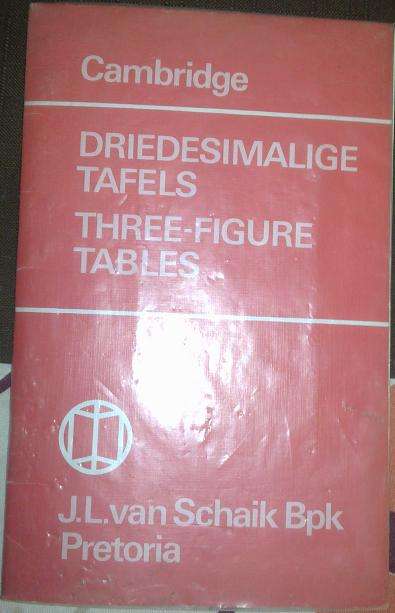 Cambridge
DRIEDESIMALIGE
TAFELS
THREE-FIGURE
TABLES
J.L.van Schaik Bpk
Pretoria